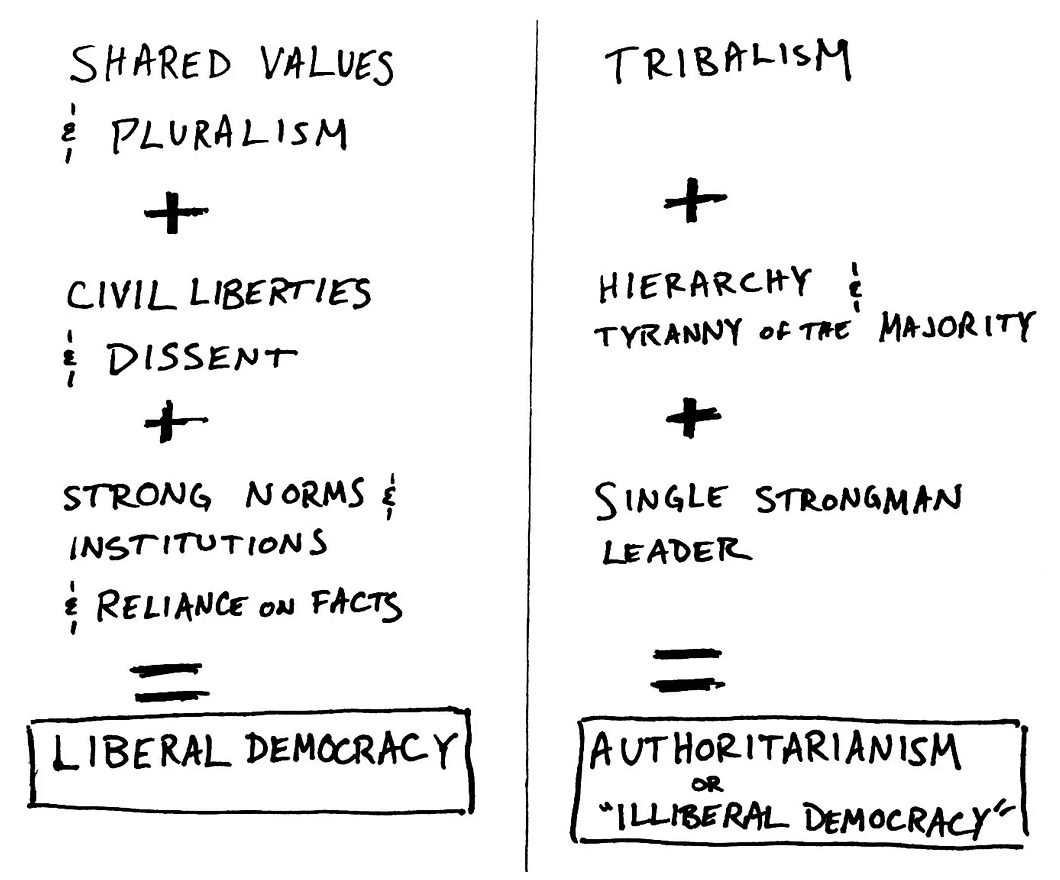 SHARED VALUES
& PLURALISM
+
CIVIL LIBERTIES
& DISSENT
+
STRONG NORMS &
INSTITUTIONS
& RELIANCE ON FACTS
=
LIBERAL DEMOCRACY
TRIBALISM
+
HIERARCHY &
TYRANNY OF THE MAJORITY
+
SINGLE STRONGMAN
LEADER
=
AUTHORITARIANISM
OR
"ILLIBERAL DEMOCRACY"